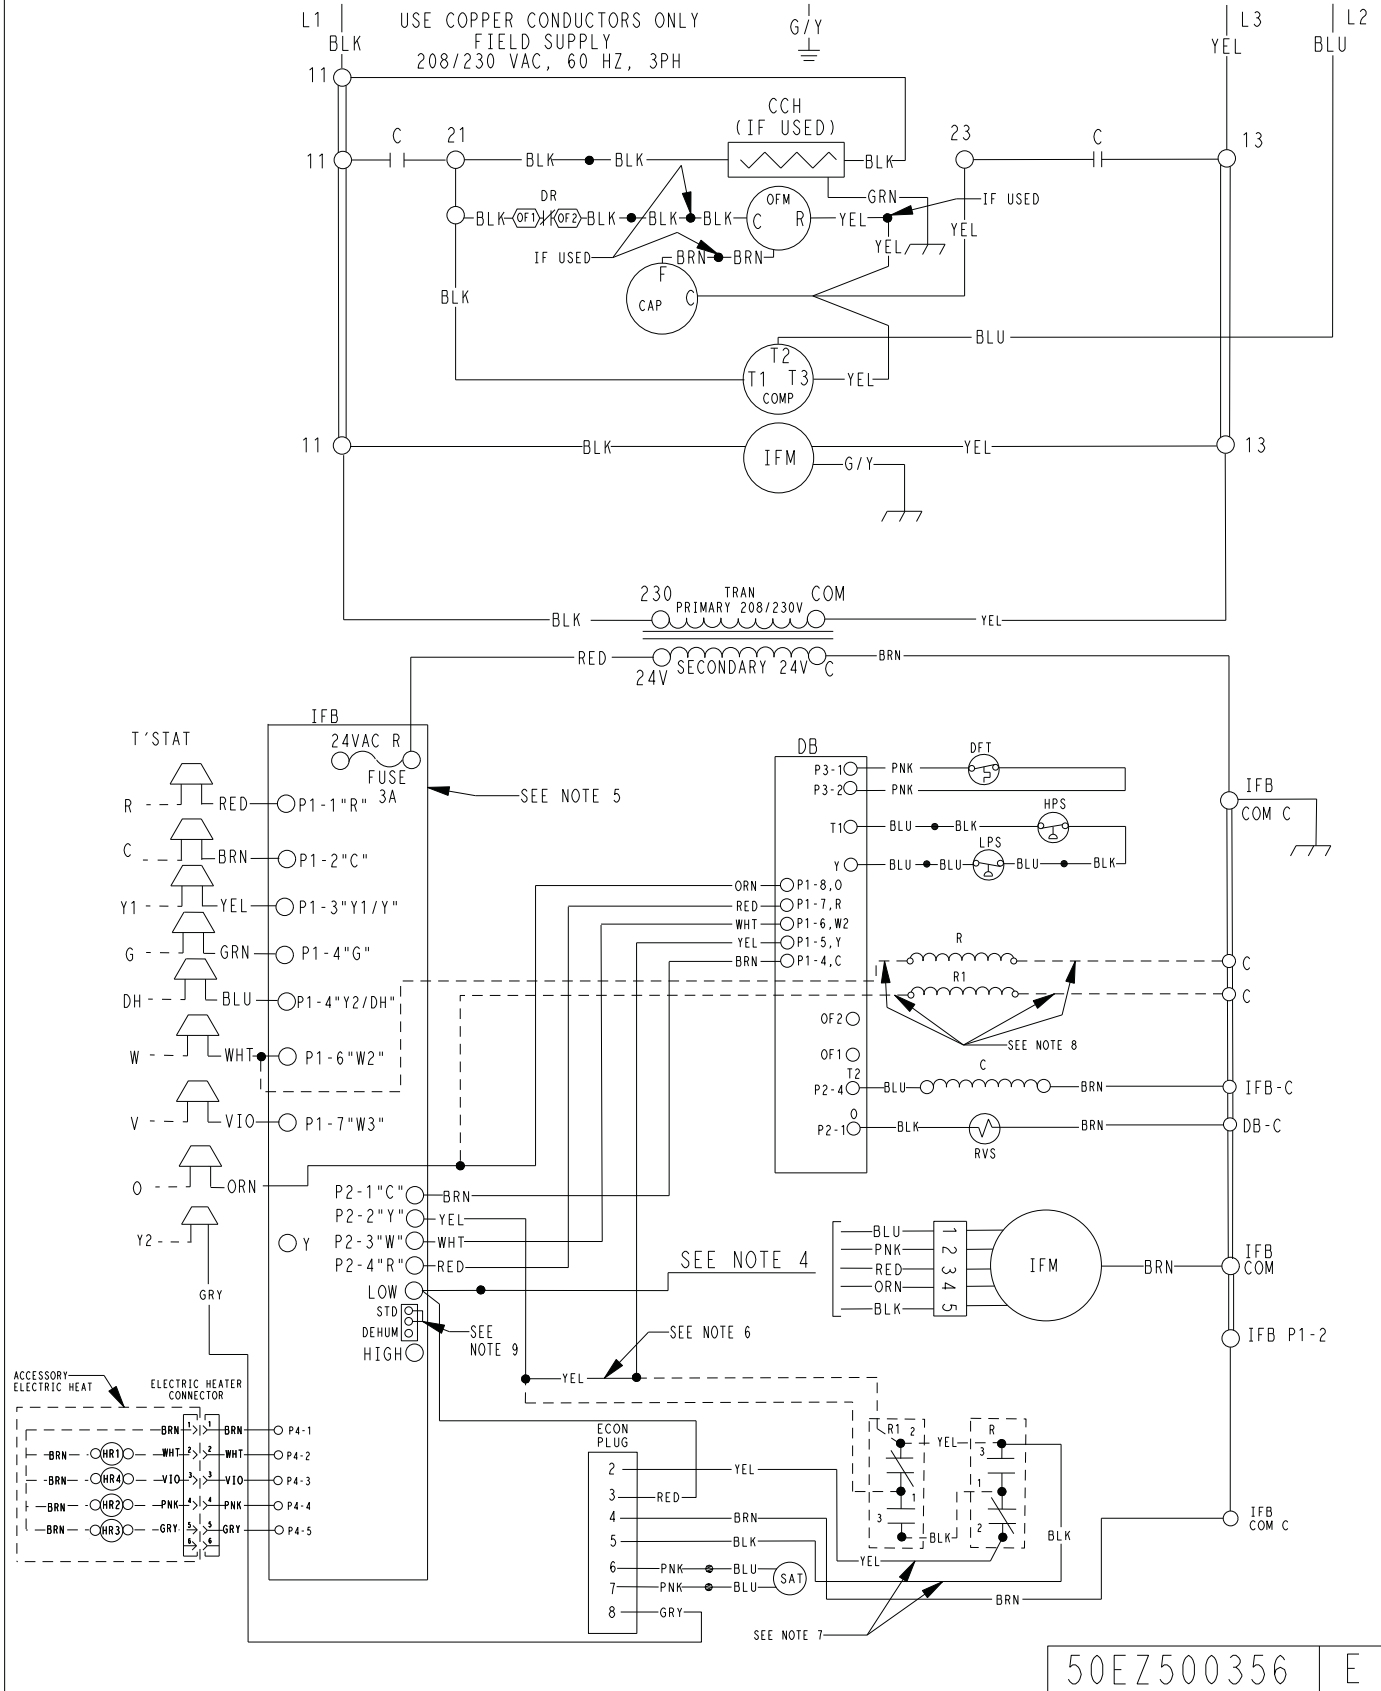 L1
USE COPPER CONDUCTORS ONLY
FIELD SUPPLY
208/230 VAC, 60 HZ, 3PH
BLK
G/Y
L3
YEL
L2
BLU
11
CCH
(IF USED)
11
C
21
BLK
BLK
BLK
23
C
13
DR
BLK
OF1
OF2
BLK
BLK
BLK
OFM
C
R
YEL
GRN
IF USED
YEL
YEL
IF USED
BRN
BRN
F
CAP
C
BLK
BLU
T2
T1
T3
COMP
YEL
11
BLK
IFM
YEL
13
G/Y
230
TRAN
PRIMARY 208/230V
COM
BLK
YEL
RED
24V
SECONDARY 24V
C
BRN
IFB
T'STAT
24VAC R
FUSE
3A
SEE NOTE 5
R
RED
P1-1"R"
C
BRN
P1-2"C"
Y1
YEL
P1-3"Y1/Y"
G
GRN
P1-4"G"
DH
BLU
P1-4"Y2/DH"
W
WHT
P1-6"W2"
V
VIO
P1-7"W3"
O
ORN
Y2
Y
GRY
P2-1"C"
BRN
P2-2"Y"
YEL
P2-3"W"
WHT
P2-4"R"
RED
LOW
STD
DEHUM
HIGH
SEE
NOTE 9
DB
P3-1
PNK
DFT
P3-2
PNK
T1
BLU
BLK
HPS
Y
BLU
BLU
LPS
BLU
BLK
ORN
P1-8,O
RED
P1-7,R
WHT
P1-6,W2
YEL
P1-5,Y
BRN
P1-4,C
R
R1
SEE NOTE 8
OF2
OF1
T2
P2-4
BLU
C
BRN
O
P2-1
BLK
RVS
BRN
IFB
COM C
C
C
IFB-C
DB-C
SEE NOTE 4
BLU
PNK
RED
ORN
BLK
1
2
3
4
5
IFM
BRN
IFB
COM
IFB P1-2
SEE NOTE 6
YEL
ACCESSORY
ELECTRIC HEAT
ELECTRIC HEATER
CONNECTOR
BRN
1
1
BRN
P4-1
BRN
HR1
WHT
2
2
WHT
P4-2
BRN
HR4
VIO
3
3
VIO
P4-3
BRN
HR2
PNK
4
4
PNK
P4-4
BRN
HR3
GRY
5
5
GRY
P4-5
6
6
ECON
PLUG
2
YEL
3
RED
4
BRN
5
BLK
6
PNK
BLU
7
PNK
BLU
SAT
8
GRY
R1
2
YEL
R
3
1
1
3
BLK
2
BLK
YEL
BRN
SEE NOTE 7
IFB
COM C
50EZ500356
E